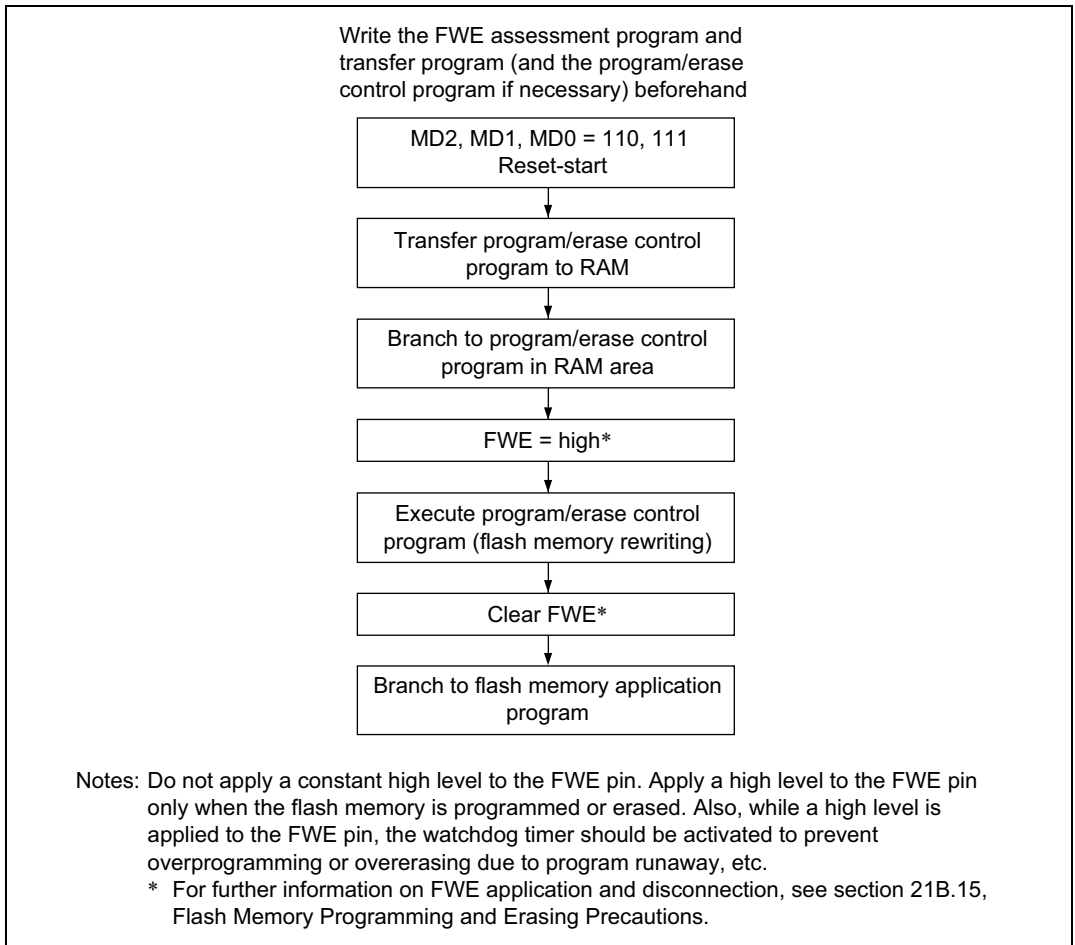 Write the FWE assessment program and
transfer program (and the program/erase
control program if necessary) beforehand
MD2, MD1, MD0 = 110, 111
Reset-start
Transfer program/erase control
program to RAM
Branch to program/erase control
program in RAM area
FWE = high*
Execute program/erase control
program (flash memory rewriting)
Clear FWE*
Branch to flash memory application
program
Notes: Do not apply a constant high level to the FWE pin. Apply a high level to the FWE pin
only when the flash memory is programmed or erased. Also, while a high level is
applied to the FWE pin, the watchdog timer should be activated to prevent
overprogramming or overerasing due to program runaway, etc.
* For further information on FWE application and disconnection, see section 21B.15,
Flash Memory Programming and Erasing Precautions.